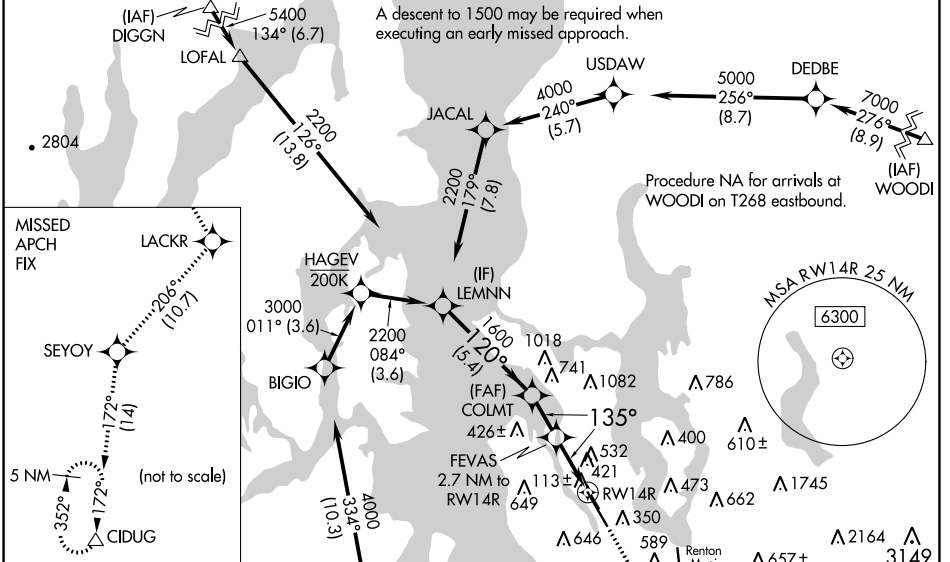 (IAF)
DIGGN
5400
134° (6.7)
LOFAL
A descent to 1500 may be required when
executing an early missed approach.
USDAW
DEDBE
4000
240°
(5.7)
5000
256°
(8.7)
7000
276°
(8.9)
(IAF)
WOODI
JACAL
2804
2200
126°
(13.8)
2200
179°
(7.8)
Procedure NA for arrivals at
WOODI on T268 eastbound.
MISSED
APCH
FIX
LACKR
206°
(10.7)
SEYOY
172°
(14)
5 NM
(not to scale)
352°
172°
CIDUG
HAGEV
200K
(IF)
LEMNN
3000
011° (3.6)
2200
084°
(3.6)
BIGIO
1600
120°
(5.4)
MSA RW14R 25 NM
6300
1018
741
1082
786
(FAF)
COLMT
135°
426±
400
610±
FEVAS
2.7 NM to
RW14R
532
421
113±
649
RW14R
473
662
1745
350
4000
334°
(10.3)
646
589
Renton
657±
2164
3149